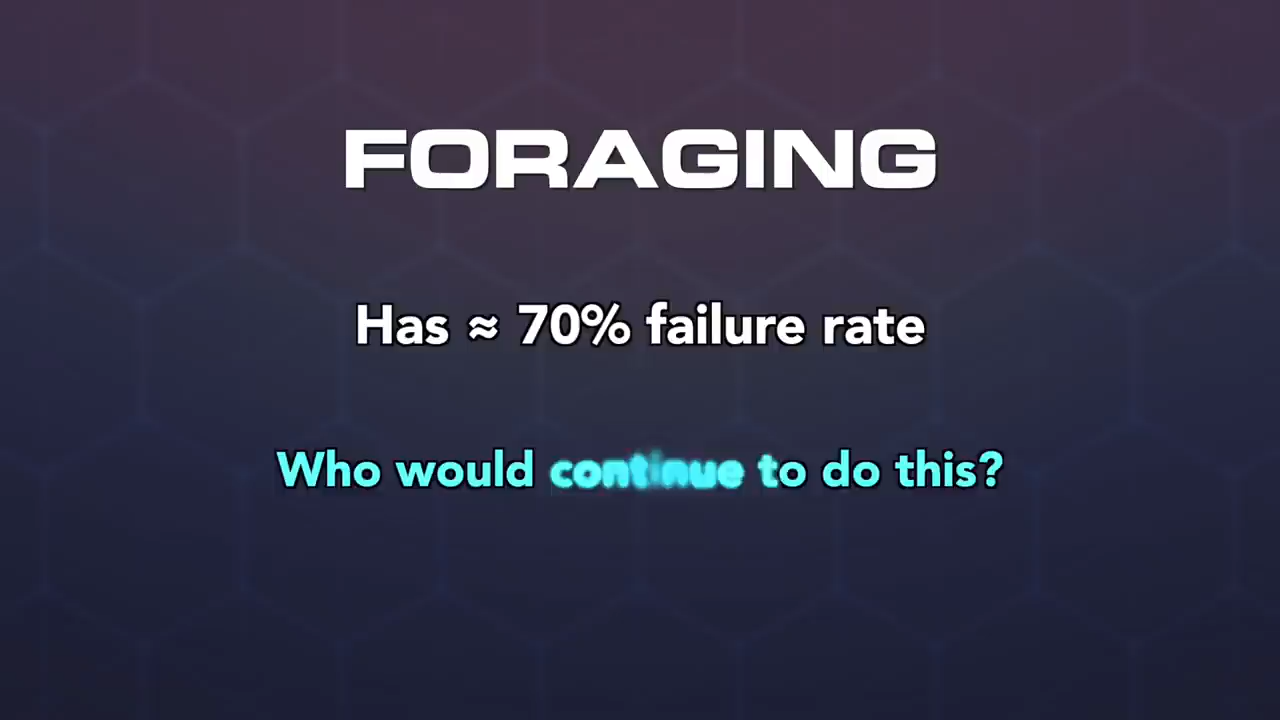 FORAGING
Has ≈ 70% failure rate
Who would continue to do this?